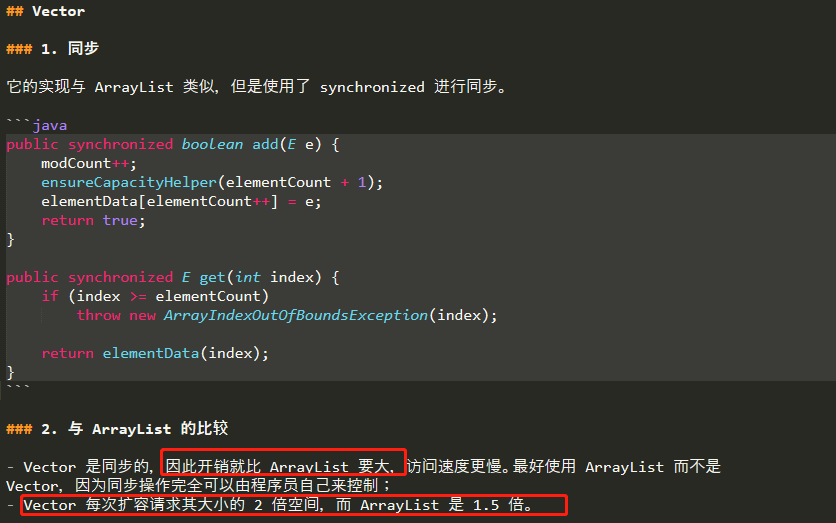 ## Vector
### 1. 同步
它的实现与 ArrayList 类似，但是使用了 synchronized 进行同步。
```java
public synchronized boolean add(E e) {
    modCount++;
    ensureCapacityHelper(elementCount + 1);
    elementData[elementCount++] = e;
    return true;
}
public synchronized E get(int index) {
    if (index >= elementCount)
        throw new ArrayIndexOutOfBoundsException(index);
    return elementData(index);
}
```
### 2. 与 ArrayList 的比较
- Vector 是同步的，因此开销就比 ArrayList 要大，访问速度更慢。最好使用 ArrayList 而不是
Vector，因为同步操作完全可以由程序员自己来控制；
- Vector 每次扩容请求其大小的 2 倍空间，而 ArrayList 是 1.5 倍。